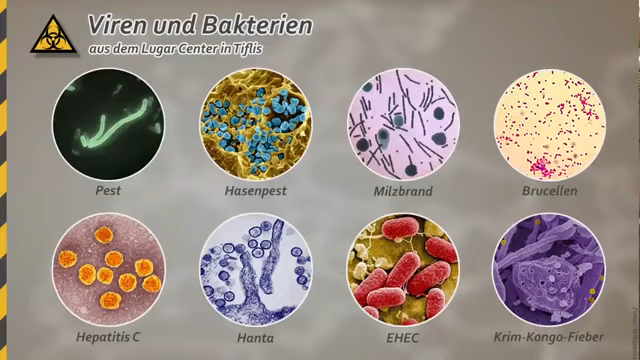 Viren und Bakterien
aus dem Lugar Center in Tiflis
Pest
Hasenpest
Milzbrand
Brucellen
Hepatitis C
Hanta
EHEC
Krim-Kongo-Fieber